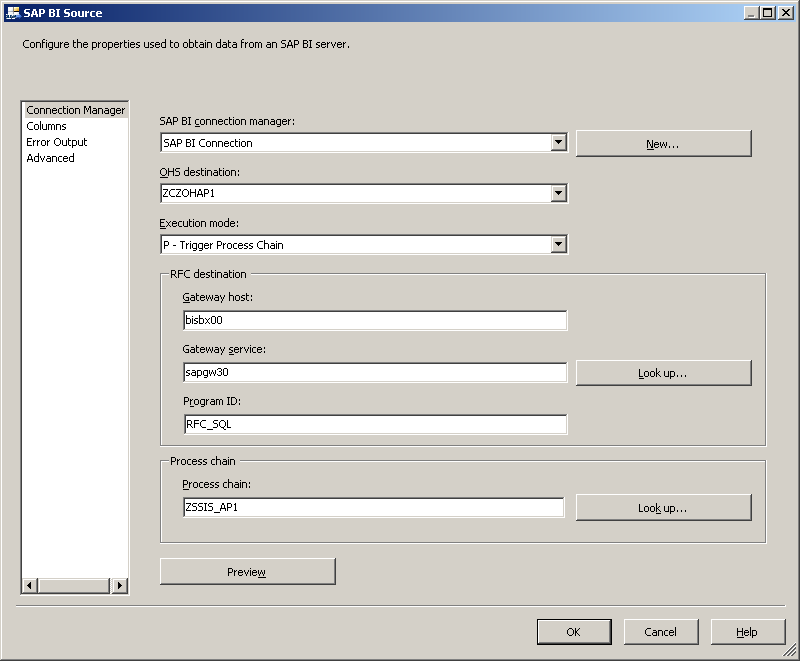 SAP BI Source
Configure the properties used to obtain data from an SAP BI server.
Connection Manager
Columns
Error Output
Advanced
SAP BI connection manager:
SAP BI Connection
New...
OHS destination:
ZCZOHAP1
Execution mode:
P - Trigger Process Chain
RFC destination
Gateway host:
bisbx00
Gateway service:
sapgw30
Look up...
Program ID:
RFC_SQL
Process chain
Process chain:
ZSSIS_AP1
Look up...
Preview
OK
Cancel
Help